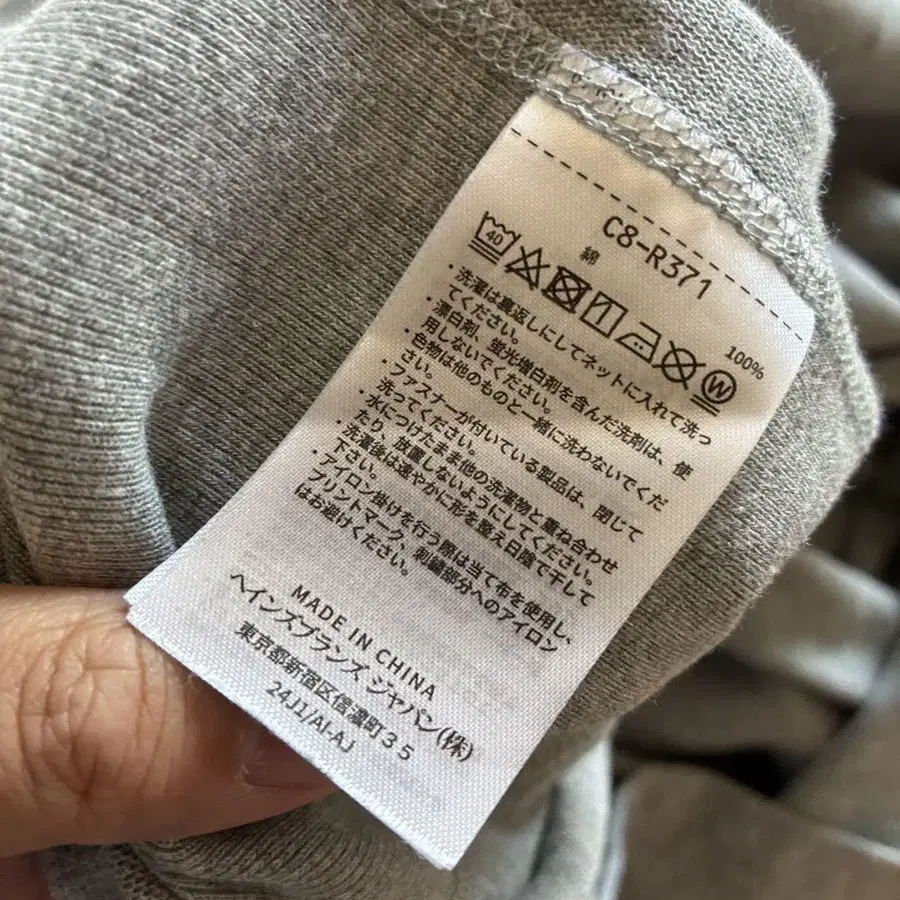 C8-R371
綿 100%
40 W
・洗濯は裏返しにしてネットに入れて洗っ
てください。
・漂白剤、蛍光増白剤を含んだ洗剤は、使
用しないでください。
・色物は他のものと一緒に洗わないでくだ
さい。
・ファスナーが付いている製品は、閉じて
洗ってください。
・水につけたまま他の洗濯物と重ね合わせ
たり、放置しないようにしてください。
・洗濯後は速やかに形を整え日陰で干して
下さい。
・アイロン掛けを行う際は当て布を使用し、
プリントマーク、刺繍部分へのアイロン
はお避けください。
MADE IN CHINA
ヘインズブランズ ジャパン(株)
東京都新宿区信濃町35
24J1/AI-AJ